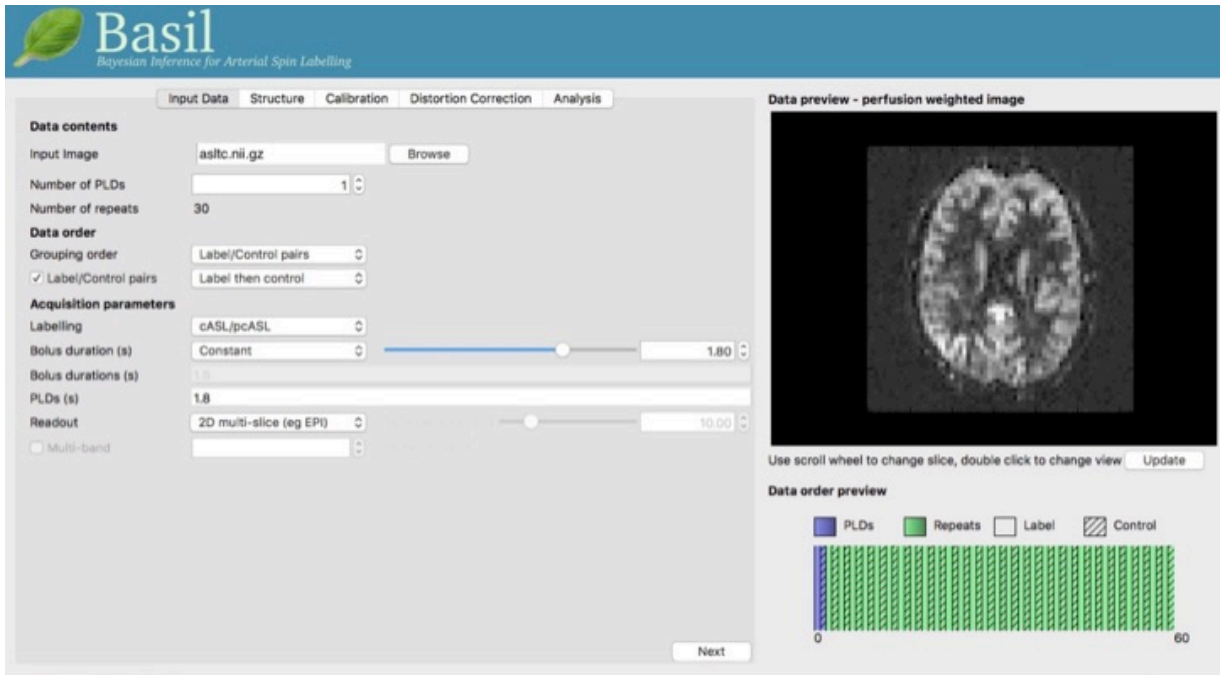 Basil
Bayesian Inference for Arterial Spin Labelling
Input Data Structure Calibration Distortion Correction Analysis
Data contents
Input Image asltc.nii.gz Browse
Number of PLDs 1
Number of repeats 30
Data order
Grouping order Label/Control pairs
Label/Control pairs Label then control
Acquisition parameters
Labelling cASL/pcASL
Bolus duration (s) Constant 1.80
Bolus durations (s) 1.8
PLDs (s) 1.8
Readout 2D multi-slice (eg EPI) 10.00
Multi-band
Next
Data preview - perfusion weighted image
Use scroll wheel to change slice, double click to change view Update
Data order preview
PLDs Repeats Label Control
0 60